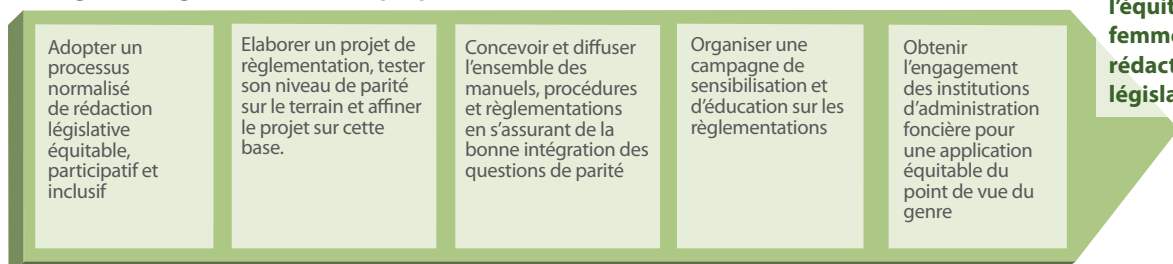 Adopter un
processus
normalisé
de rédaction
législative
équitable,
participatif et
inclusif
Elaborer un projet de
règlementation, tester
son niveau de parité
sur le terrain et affiner
le projet sur cette
base.
Concevoir et diffuser
l’ensemble des
manuels, procédures
et règlementations
en s’assurant de la
bonne intégration des
questions de parité
Organiser une
campagne de
sensibilisation et
d’éducation sur les
règlementations
Obtenir
l’engagement
des institutions
d’administration
foncière pour
une application
équitable du
point de vue du
genre